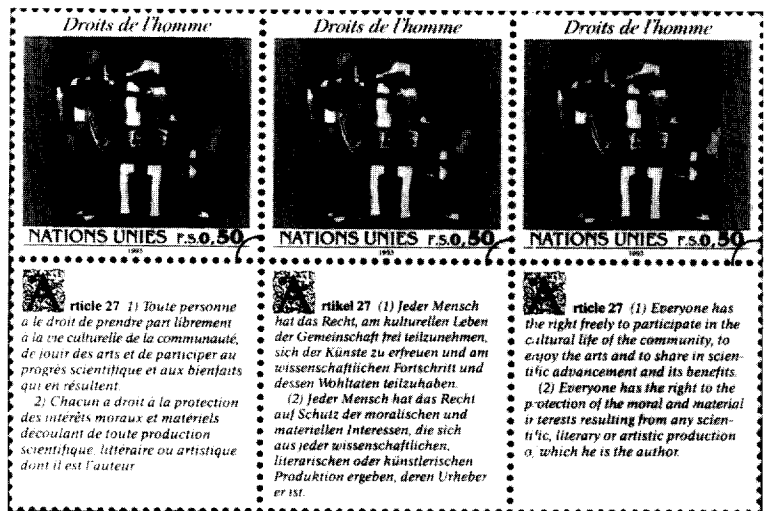 Droits de l'homme
NATIONS UNIES F.S.0,50
1993
Article 27 1) Toute personne
a le droit de prendre part librement
à la vie culturelle de la communauté,
de jouir des arts et de participer au
progrès scientifique et aux bienfaits
qui en résultent.
2) Chacun a droit à la protection
des intérêts moraux et matériels
découlant de toute production
scientifique, littéraire ou artistique
dont il est l'auteur.
Droits de l'homme
NATIONS UNIES F.S.0,50
1993
Artikel 27 (1) Jeder Mensch
hat das Recht, am kulturellen Leben
der Gemeinschaft frei teilzunehmen,
sich der Künste zu erfreuen und am
wissenschaftlichen Fortschritt und
dessen Wohltaten teilzuhaben.
(2) Jeder Mensch hat das Recht
auf Schutz der moralischen und
materiellen Interessen, die sich
aus jeder wissenschaftlichen,
literarischen oder künstlerischen
Produktion ergeben, deren Urheber
er ist.
Droits de l'homme
NATIONS UNIES F.S.0,50
1993
Article 27 (1) Everyone has
the right freely to participate in the
cultural life of the community, to
enjoy the arts and to share in scien-
tific advancement and its benefits.
(2) Everyone has the right to the
protection of the moral and material
interests resulting from any scien-
tific, literary or artistic production
of which he is the author.